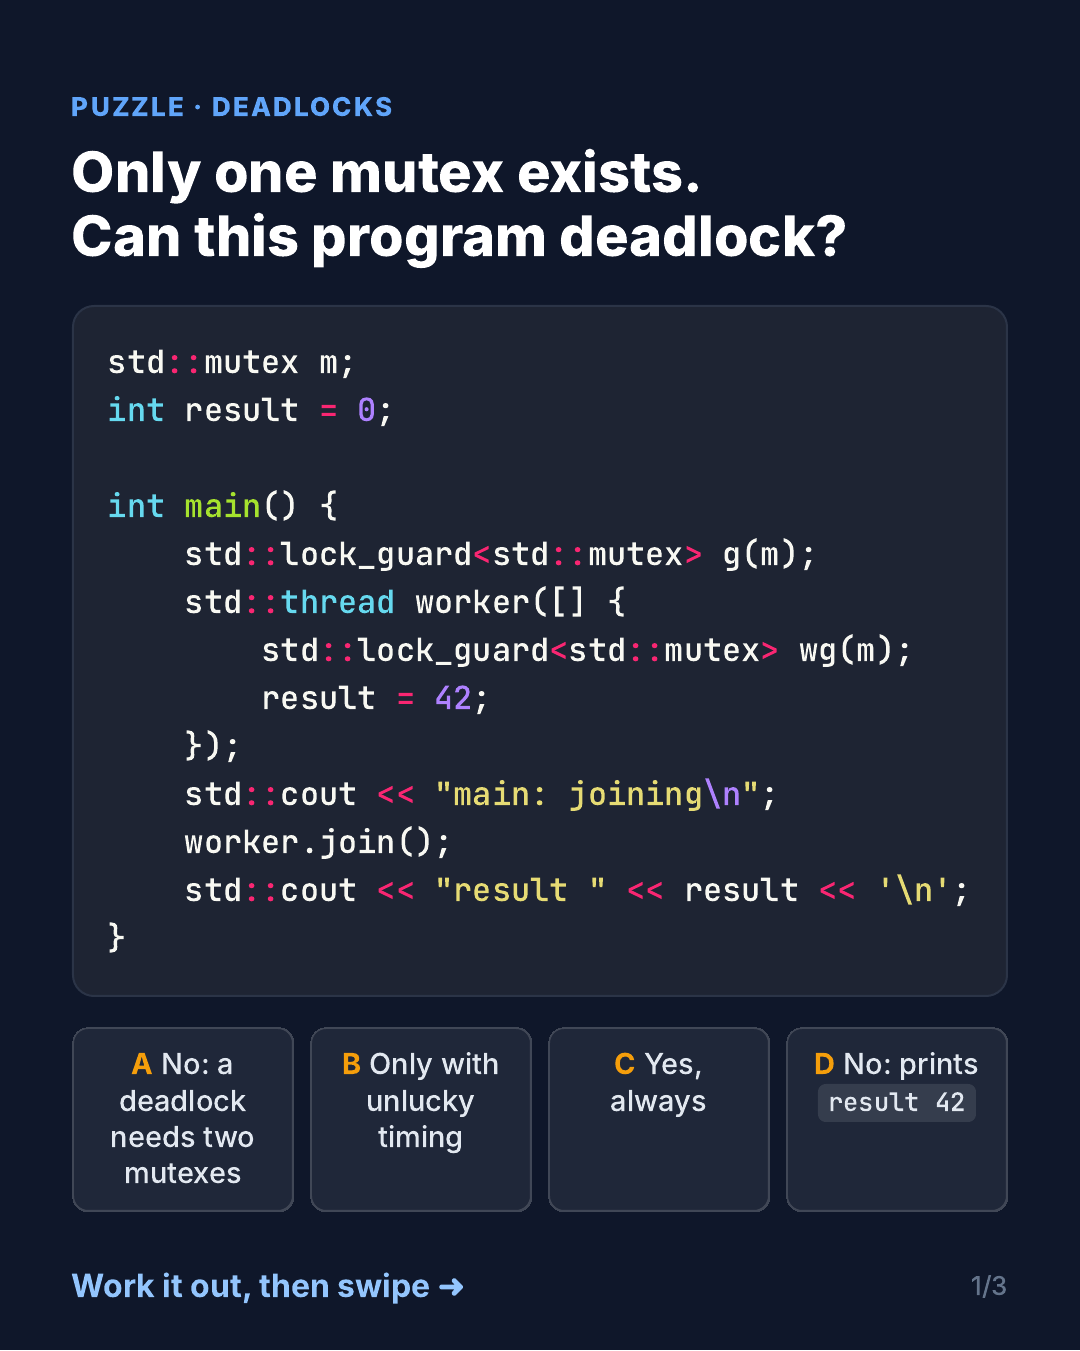 PUZZLE · DEADLOCKS
Only one mutex exists.
Can this program deadlock?
std::mutex m;
int result = 0;
int main() {
    std::lock_guard<std::mutex> g(m);
    std::thread worker([] {
        std::lock_guard<std::mutex> wg(m);
        result = 42;
    });
    std::cout << "main: joining\n";
    worker.join();
    std::cout << "result " << result << '\n';
}
A No: a
deadlock
needs two
mutexes
B Only with
unlucky
timing
C Yes,
always
D No: prints
result 42
Work it out, then swipe ➜
1/3